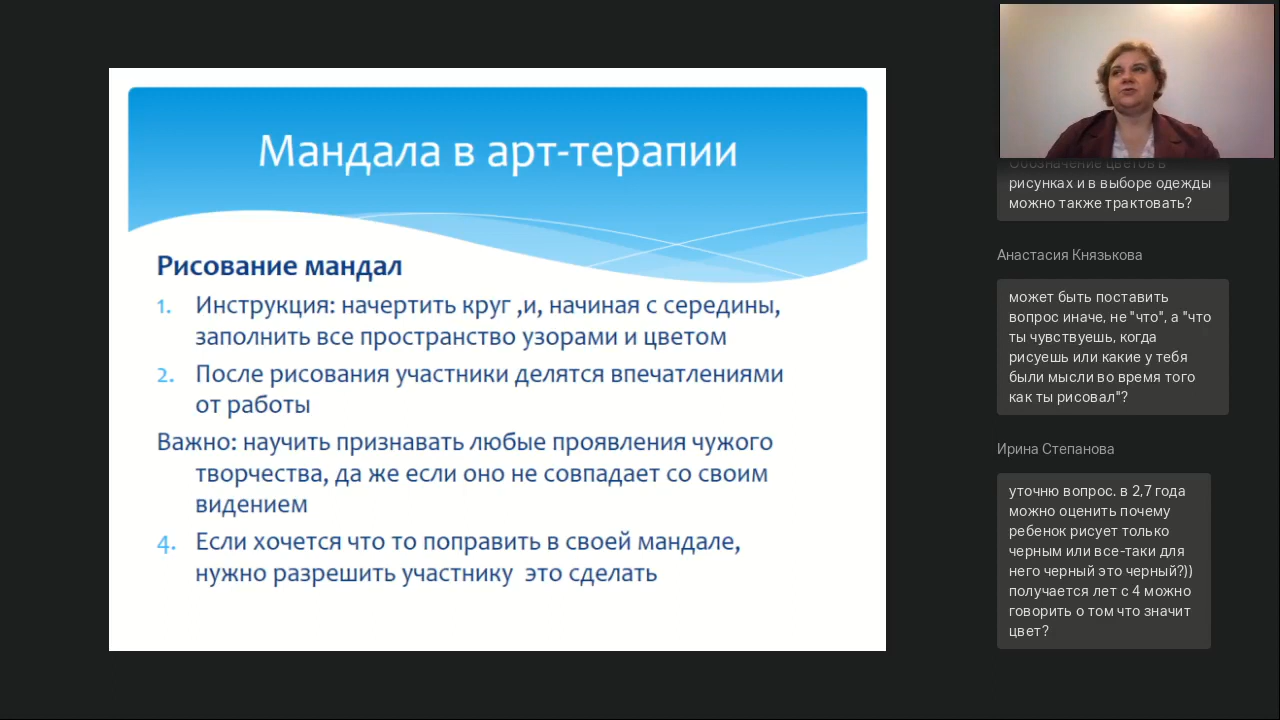 Мандала в арт-терапии
Рисование мандал
1. Инструкция: начертить круг ,и, начиная с середины,
заполнить все пространство узорами и цветом
2. После рисования участники делятся впечатлениями
от работы
Важно: научить признавать любые проявления чужого
творчества, да же если оно не совпадает со своим
видением
4. Если хочется что то поправить в своей мандале,
нужно разрешить участнику это сделать
Обозначение цветов в
рисунках и в выборе одежды
можно также трактовать?
Анастасия Князькова
может быть поставить
вопрос иначе, не "что", а "что
ты чувствуешь, когда
рисуешь или какие у тебя
были мысли во время того
как ты рисовал"?
Ирина Степанова
уточню вопрос. в 2,7 года
можно оценить почему
ребенок рисует только
черным или все-таки для
него черный это черный?))
получается лет с 4 можно
говорить о том что значит
цвет?